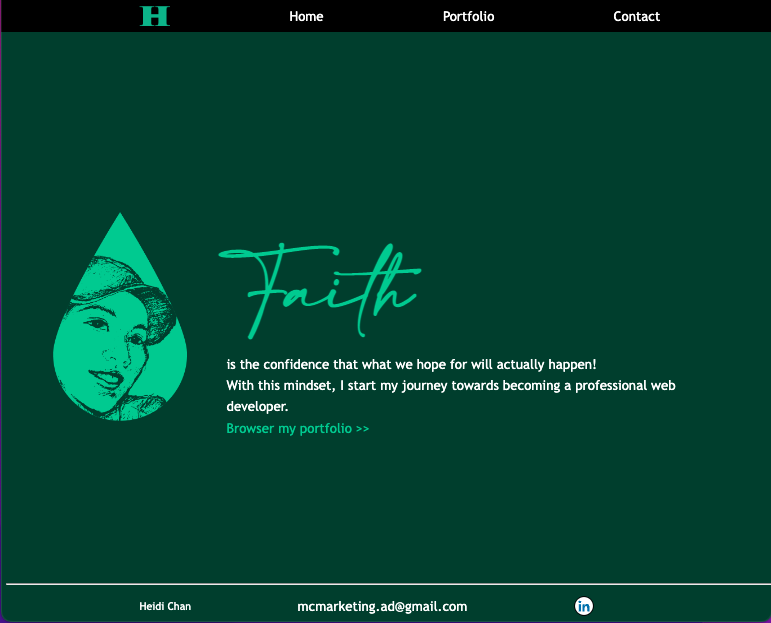 H
Home
Portfolio
Contact
Faith
is the confidence that what we hope for will actually happen!
With this mindset, I start my journey towards becoming a professional web
developer.
Browser my portfolio >>
Heidi Chan
mcmarketing.ad@gmail.com
in